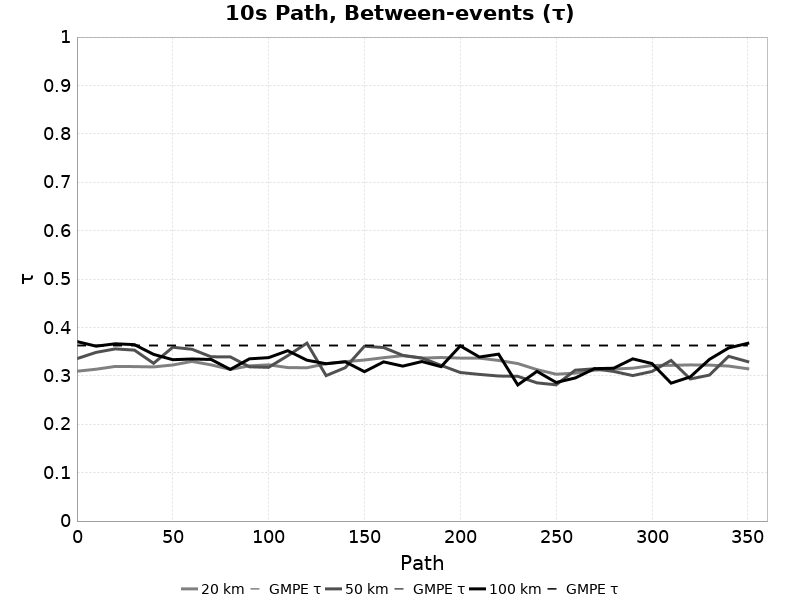 10s Path, Between-events (τ)
1
0.9
0.8
0.7
0.6
0.5
τ
0.4
0.3
0.2
0.1
0
0 50 100 150 200 250 300 350
Path
20 km GMPE τ 50 km GMPE τ 100 km GMPE τ